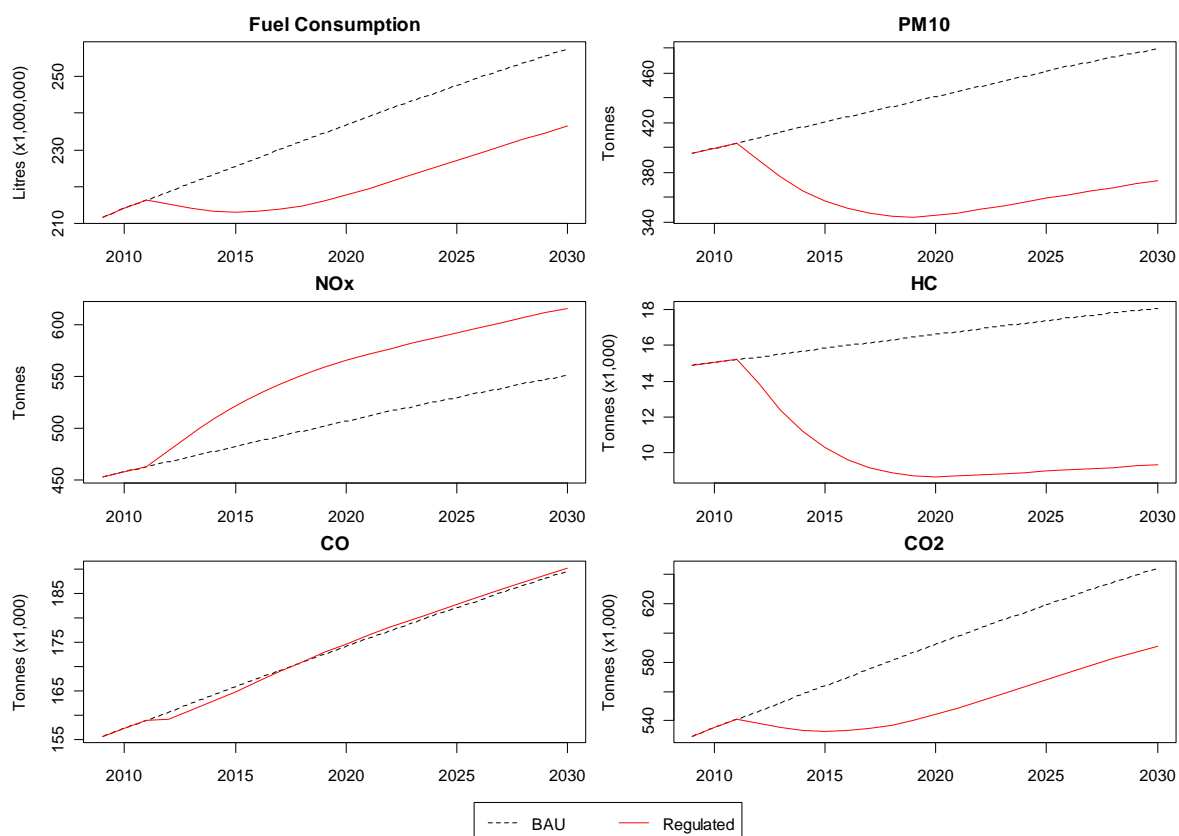 Fuel Consumption
Litres (x1,000,000)
250
230
210
2010 2015 2020 2025 2030
PM10
Tonnes
460
420
380
340
2010 2015 2020 2025 2030
NOx
Tonnes
600
550
500
450
2010 2015 2020 2025 2030
HC
Tonnes (x1,000)
18
16
14
12
10
2010 2015 2020 2025 2030
CO
Tonnes (x1,000)
185
175
165
155
2010 2015 2020 2025 2030
CO2
Tonnes (x1,000)
620
580
540
2010 2015 2020 2025 2030
BAU Regulated